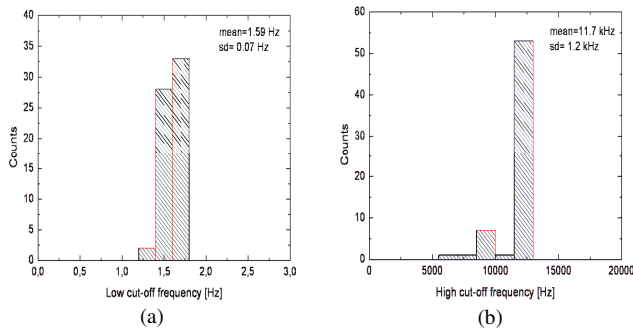 mean=1.59 Hz
sd= 0.07 Hz
Counts
40
35
30
25
20
15
10
5
0
0,0 0,5 1,0 1,5 2,0 2,5 3,0
Low cut-off frequency [Hz]
(a)
mean=11.7 kHz
sd= 1.2 kHz
Counts
60
50
40
30
20
10
0
0 5000 10000 15000 20000
High cut-off frequency [Hz]
(b)